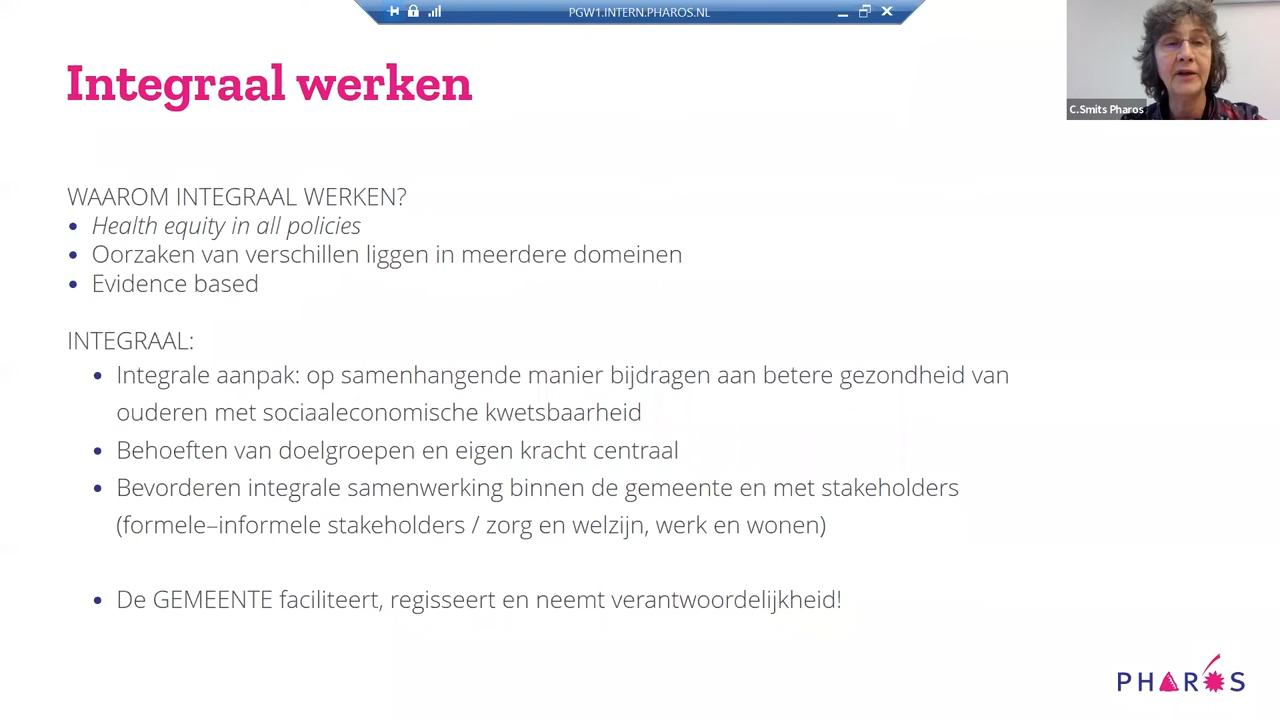 PGW1.INTERN.PHAROS.NL
Integraal werken
C.Smits Pharos
WAAROM INTEGRAAL WERKEN?
• Health equity in all policies
• Oorzaken van verschillen liggen in meerdere domeinen
• Evidence based
INTEGRAAL:
• Integrale aanpak: op samenhangende manier bijdragen aan betere gezondheid van
ouderen met sociaaleconomische kwetsbaarheid
• Behoeften van doelgroepen en eigen kracht centraal
• Bevorderen integrale samenwerking binnen de gemeente en met stakeholders
(formele–informele stakeholders / zorg en welzijn, werk en wonen)
• De GEMEENTE faciliteert, regisseert en neemt verantwoordelijkheid!
PHAROS